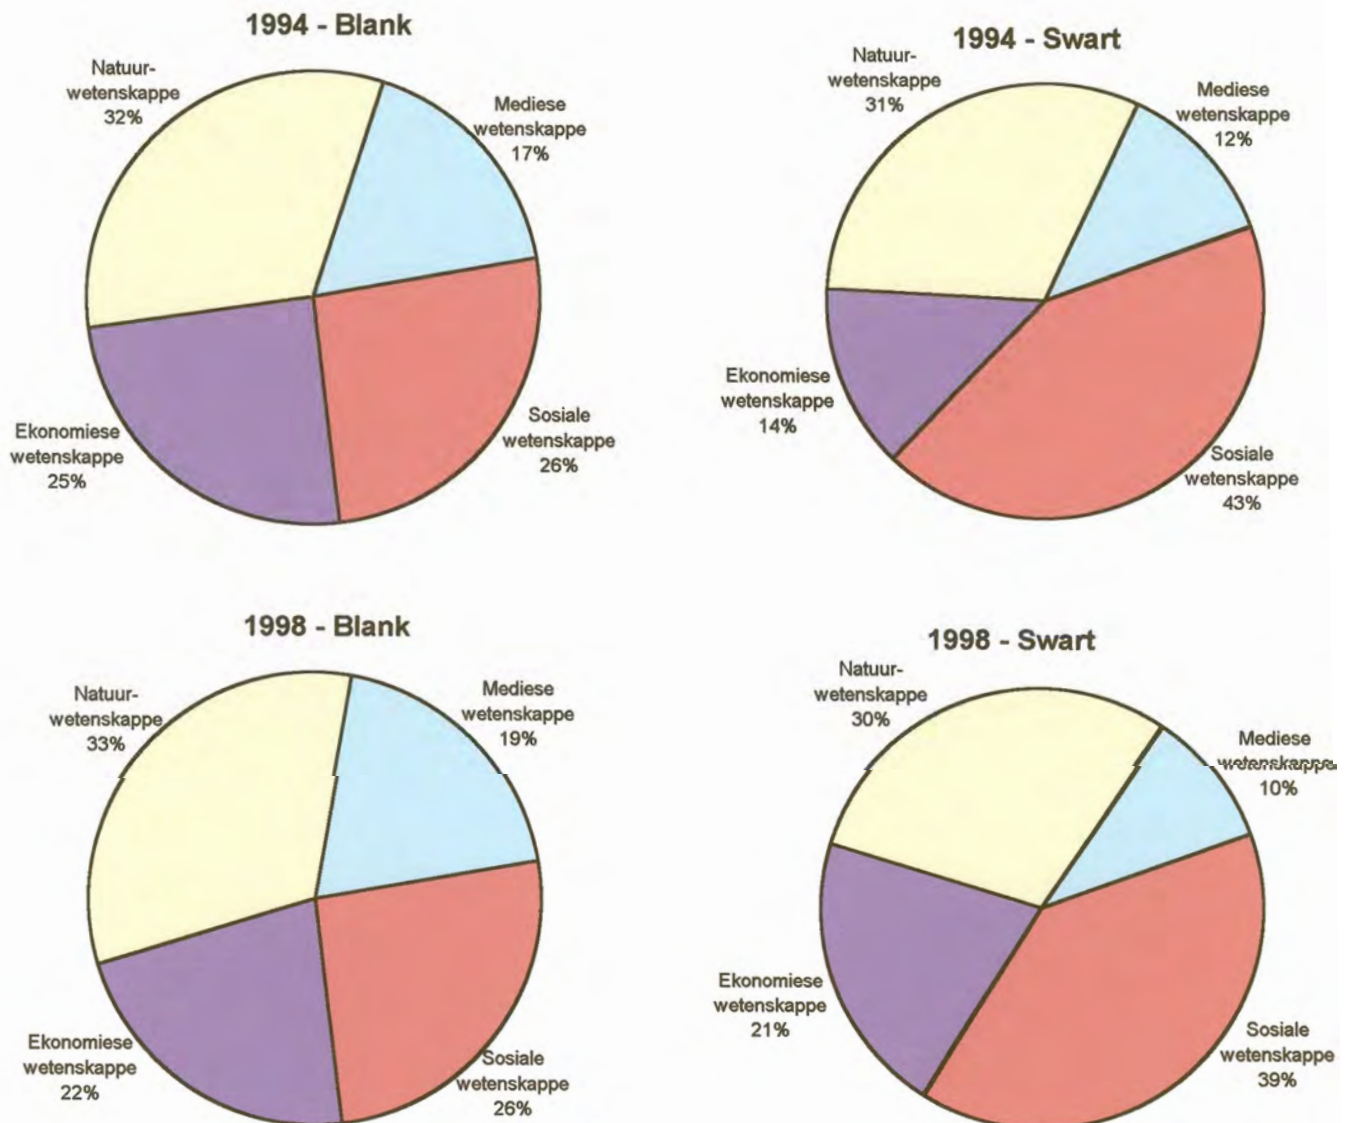 1994 - Blank
Natuur-
wetenskappe
32%
Mediese
wetenskappe
17%
Ekonomiese
wetenskappe
25%
Sosiale
wetenskappe
26%
1994 - Swart
Natuur-
wetenskappe
31%
Mediese
wetenskappe
12%
Ekonomiese
wetenskappe
14%
Sosiale
wetenskappe
43%
1998 - Blank
Natuur-
wetenskappe
33%
Mediese
wetenskappe
19%
Ekonomiese
wetenskappe
22%
Sosiale
wetenskappe
26%
1998 - Swart
Natuur-
wetenskappe
30%
Mediese
wetenskappe
10%
Ekonomiese
wetenskappe
21%
Sosiale
wetenskappe
39%